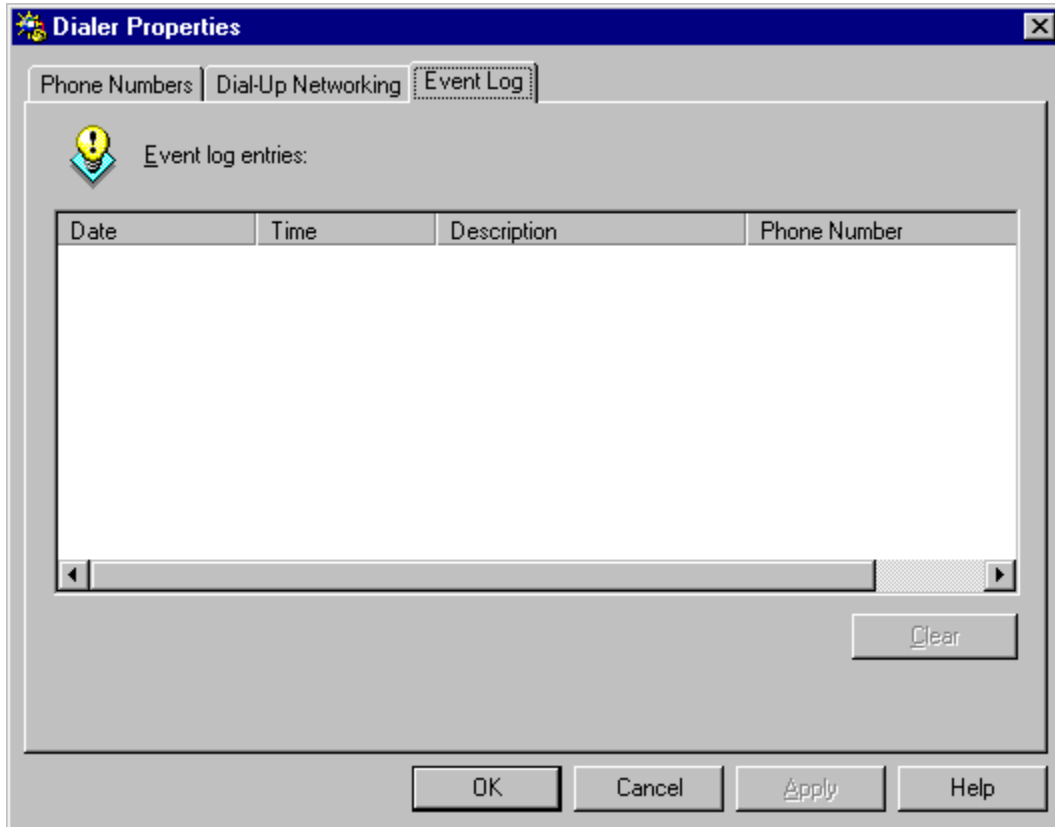 Dialer Properties
Phone Numbers Dial-Up Networking Event Log
Event log entries:
Date Time Description Phone Number
Clear
OK Cancel Apply Help